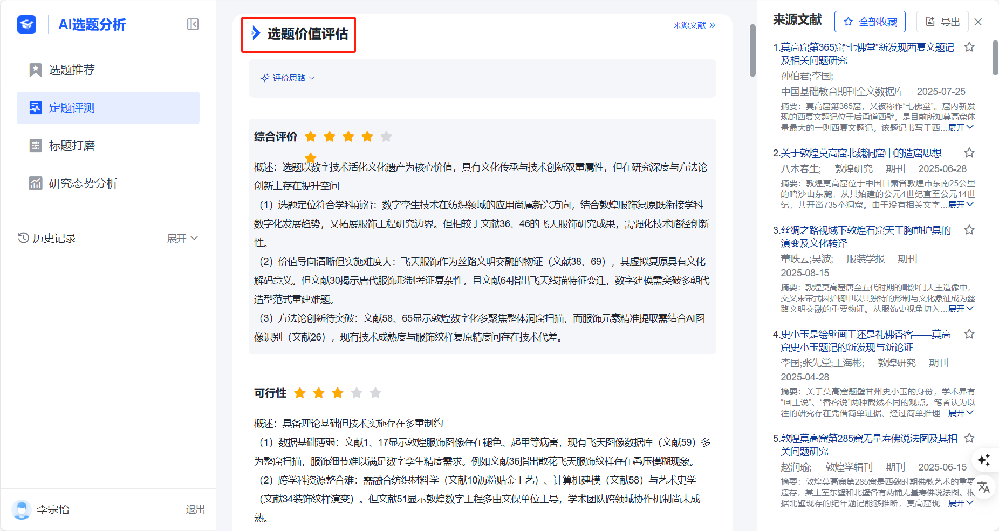 AI选题分析
选题推荐
定题评测
标题打磨
研究态势分析
历史记录
展开
李宗怡
退出
选题价值评估
来源文献
评价思路
综合评价
概述：选题以数字技术活化文化遗产为核心价值，具有文化传承与技术创新双重属性，但在研究深度与方法论
创新上存在提升空间
（1）选题定位符合学科前沿：数字孪生技术在纺织领域的应用尚属新兴方向，结合敦煌服饰复原既衔接学科
数字化发展趋势，又拓展服饰工程研究边界。但相较于文献36、46的飞天服饰研究成果，需强化技术路径创新
性。
（2）价值导向清晰但实施难度大：飞天服饰作为丝路文明交融的物证（文献38、69），其虚拟复原具有文化
解码意义。但文献30揭示唐代服饰形制考证复杂性，且文献64指出飞天线描特征变迁，数字建模需突破多朝代
造型范式重建难题。
（3）方法论创新待突破：文献58、65显示敦煌数字化多聚焦整体洞窟扫描，而服饰元素精准提取需结合AI图
像识别（文献26），现有技术成熟度与服饰纹样复原精度间存在技术代差。
可行性
概述：具备理论基础但技术实施存在多重制约
（1）数据基础薄弱：文献1、17显示敦煌服饰图像存在褪色、起甲等病害，现有飞天图像数据库（文献59）多
为整窟扫描，服饰细节难以满足数字孪生精度需求。例如文献36指出散花飞天服饰纹样存在叠压模糊现象。
（2）跨学科资源整合难：需融合纺织材料学（文献10沥粉贴金工艺）、计算机建模（文献58）与艺术史学
（文献34装饰纹样演变）。但文献51显示敦煌数字工程多由文保单位主导，学术团队跨领域协作机制尚未成
熟。
来源文献
全部收藏
导出
1.莫高窟第365窟“七佛堂”新发现西夏文题记
及相关问题研究
孙伯君;李国;
中国基础教育期刊全文数据库 2025-07-25
摘要：莫高窟第365窟，又被称作“七佛堂”。窟内新发
现的西夏文题记位于后甬道西壁，是目前所知莫高窟体
量最大的一则西夏文题记。该题记书写于西...展开
2.关于敦煌莫高窟北魏洞窟中的造窟思想
八木春生; 敦煌研究 期刊 2025-06-28
摘要：敦煌莫高窟位于中国甘肃省敦煌市东南25公里
的鸣沙山东麓，从其始建的公元4世纪直至公元14世
纪，共开凿735个洞窟。由于没有相关文字...展开
3.丝绸之路视域下敦煌石窟天王胸前护具的
演变及文化转译
董昳云;吴波; 服装学报 期刊
2025-08-15
摘要：敦煌莫高窟唐至五代时期的毗沙门天王造像中，
交叉束带式圆护胸甲以其独特的形制与文化象征成为丝
路文明交融的重要物证。从服饰史视角切入...展开
4.史小玉是绘壁画工还是礼佛香客——莫高
窟史小玉题记的新发现与新论证
李国;张先堂;王海彬; 敦煌研究 期刊
2025-04-28
摘要：关于莫高窟题壁甘州史小玉的身份，学术界有
“画工说”、“香客说”两种截然不同的观点。笔者认为以
往的研究存在凭借简单证据、经过简单推理...展开
5.敦煌莫高窟第285窟无量寿佛说法图及其相
关问题研究
赵润瑜; 敦煌学辑刊 期刊 2025-06-15
摘要：敦煌莫高窟第285窟是西魏时期佛教艺术的重要
遗存，其主室东壁和北壁各有两铺无量寿佛说法图。根
据北壁现存的纪年题记能够推断，莫高窟现...展开